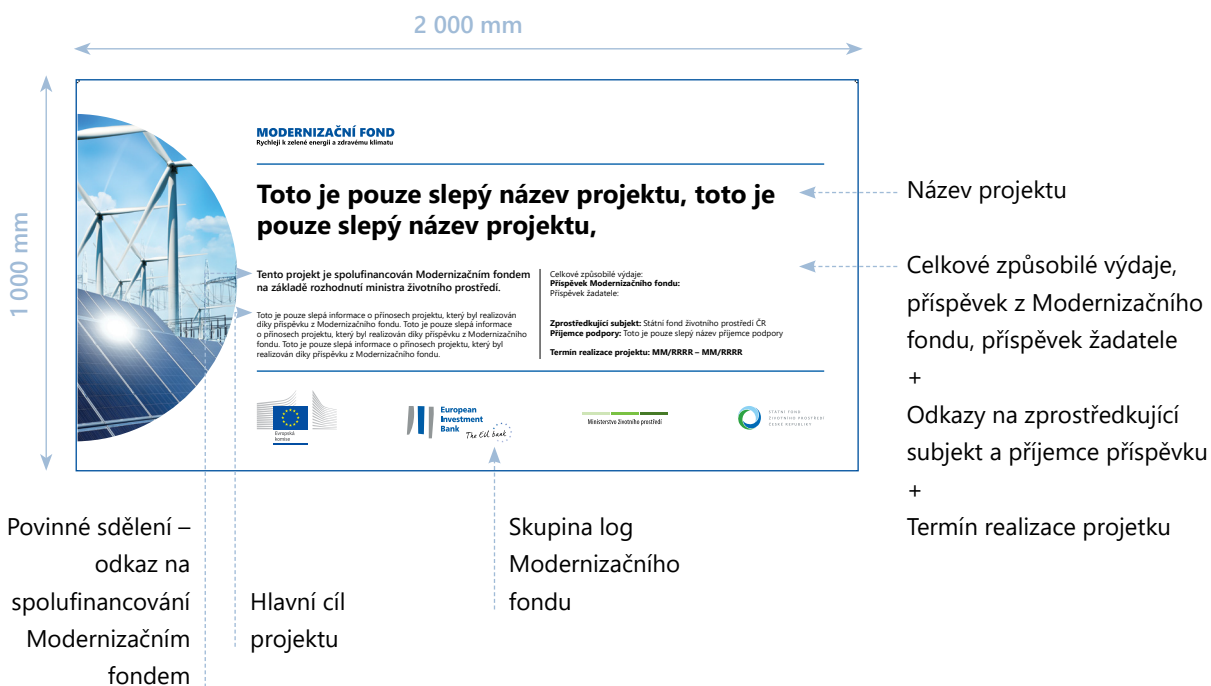 2 000 mm
1 000 mm
MODERNIZAČNÍ FOND
Rychleji k zelené energii a zdravému klimatu
Toto je pouze slepý název projektu, toto je
pouze slepý název projektu,
Tento projekt je spolufinancován Modernizačním fondem
na základě rozhodnutí ministra životního prostředí.
Toto je pouze slepá informace o přínosech projektu, který byl realizován
díky příspěvku z Modernizačního fondu. Toto je pouze slepá informace
o přínosech projektu, který byl realizován díky příspěvku z Modernizačního
fondu. Toto je pouze slepá informace o přínosech projektu, který byl
realizován díky příspěvku z Modernizačního fondu.
Celkové způsobilé výdaje:
Příspěvek Modernizačního fondu:
Příspěvek žadatele:
Zprostředkující subjekt: Státní fond životního prostředí ČR
Příjemce podpory: Toto je pouze slepý název příjemce podpory
Termín realizace projektu: MM/RRRR – MM/RRRR
Evropská
komise
European
Investment
Bank
The EU bank
Ministerstvo životního prostředí
STÁTNÍ FOND
ŽIVOTNÍHO PROSTŘEDÍ
ČESKÉ REPUBLIKY
Název projektu
Celkové způsobilé výdaje,
příspěvek z Modernizačního
fondu, příspěvek žadatele
+
Odkazy na zprostředkující
subjekt a příjemce příspěvku
+
Termín realizace projetku
Povinné sdělení –
odkaz na
spolufinancování
Modernizačním
fondem
Hlavní cíl
projektu
Skupina log
Modernizačního
fondu